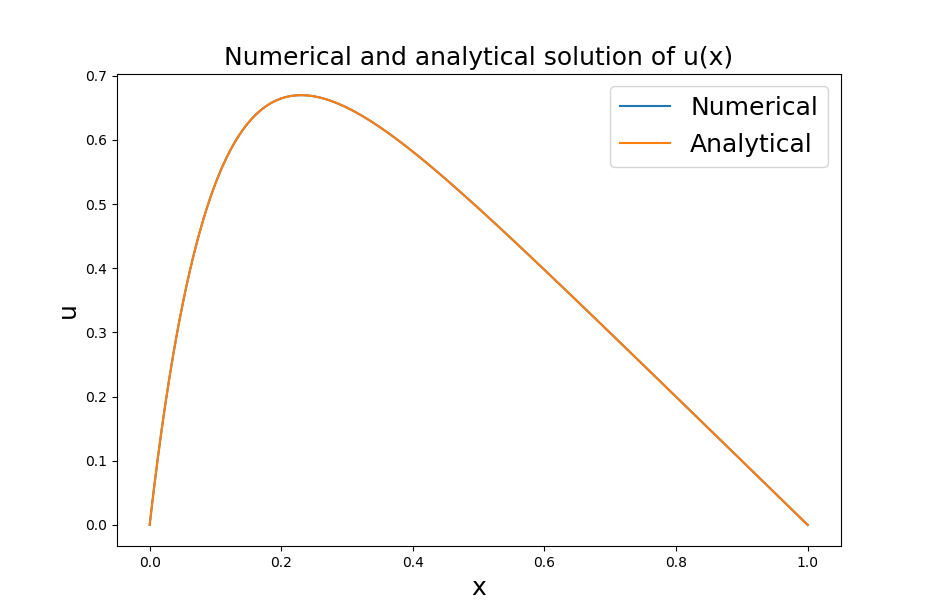 Numerical and analytical solution of u(x)
Numerical
Analytical
u
0.7
0.6
0.5
0.4
0.3
0.2
0.1
0.0
0.0 0.2 0.4 0.6 0.8 1.0
x